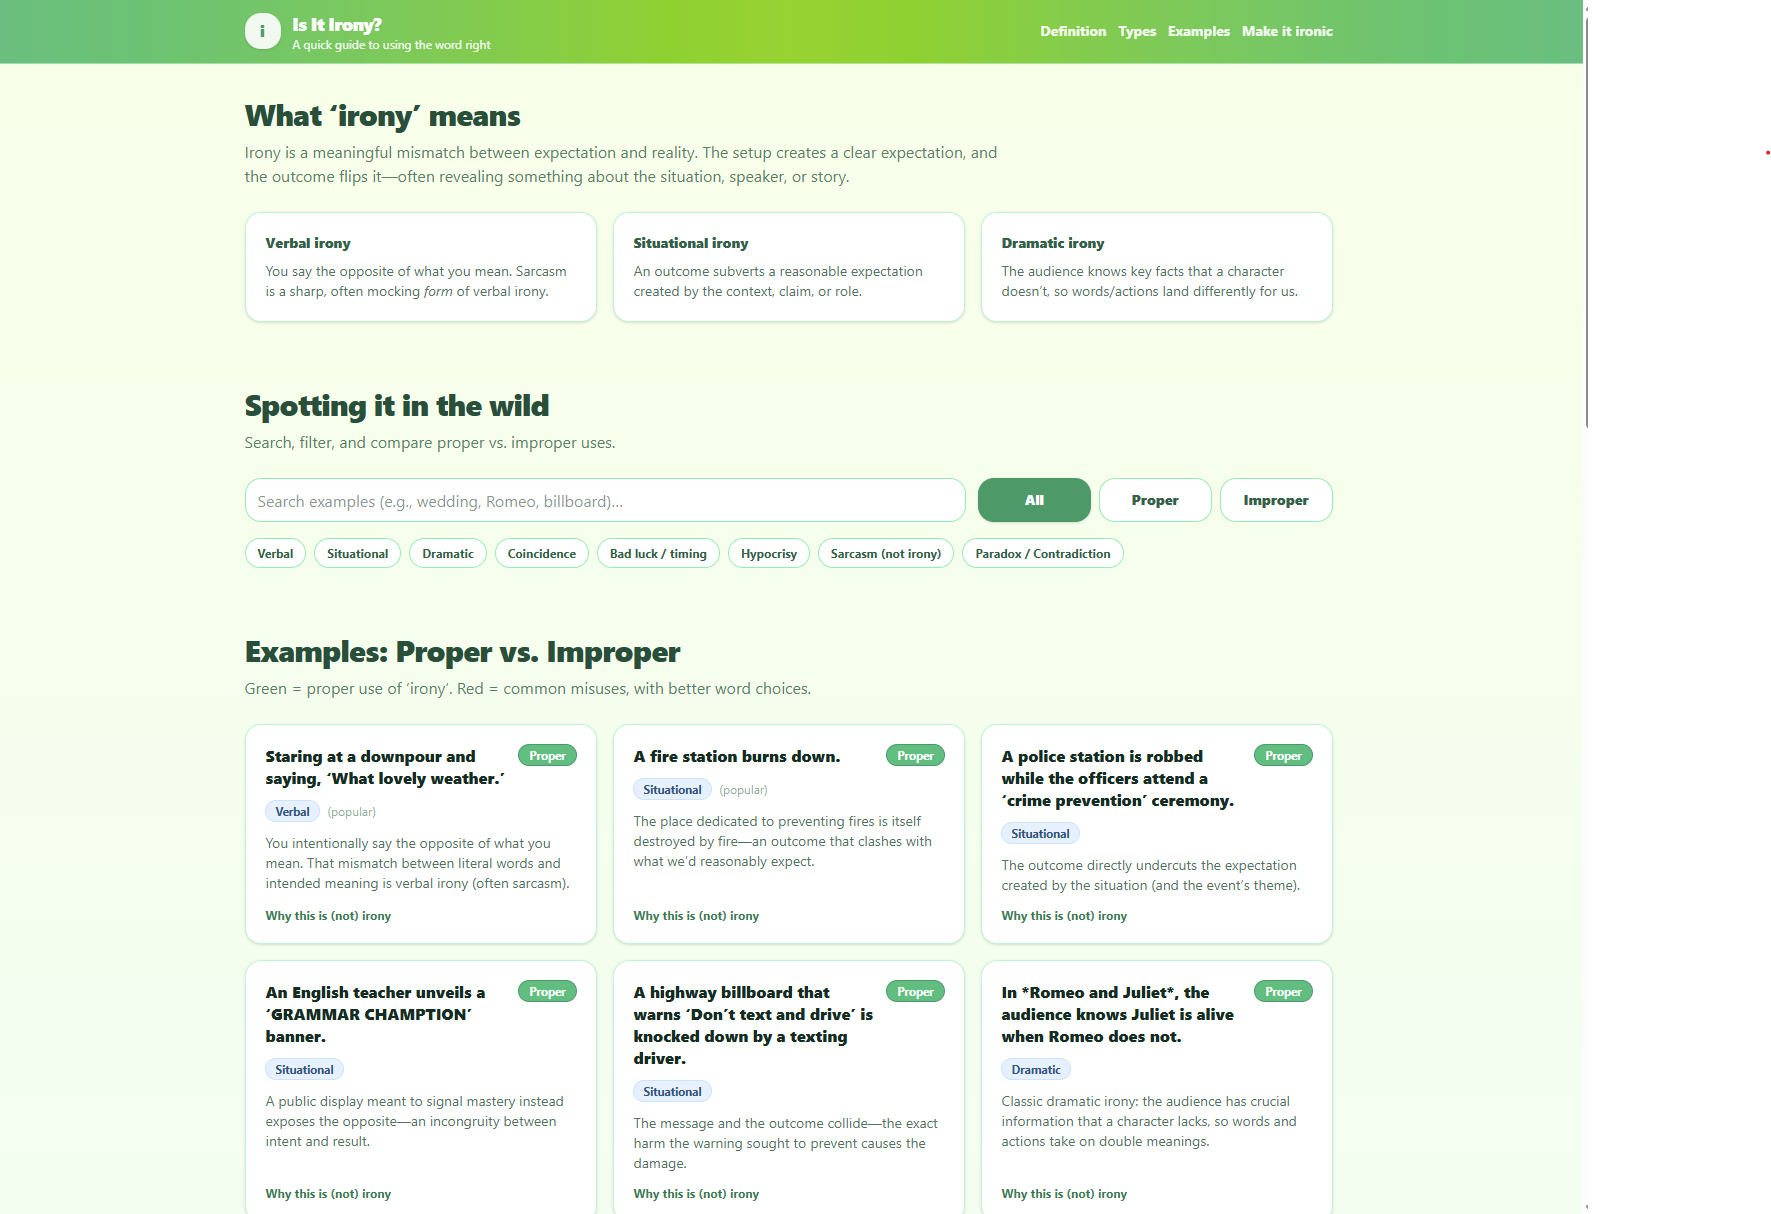 i
Is It Irony?
A quick guide to using the word right
Definition Types Examples Make it ironic
What ‘irony’ means
Irony is a meaningful mismatch between expectation and reality. The setup creates a clear expectation, and
the outcome flips it—often revealing something about the situation, speaker, or story.
Verbal irony
You say the opposite of what you mean. Sarcasm
is a sharp, often mocking form of verbal irony.
Situational irony
An outcome subverts a reasonable expectation
created by the context, claim, or role.
Dramatic irony
The audience knows key facts that a character
doesn’t, so words/actions land differently for us.
Spotting it in the wild
Search, filter, and compare proper vs. improper uses.
Search examples (e.g., wedding, Romeo, billboard)…
All Proper Improper
Verbal Situational Dramatic Coincidence Bad luck / timing Hypocrisy Sarcasm (not irony) Paradox / Contradiction
Examples: Proper vs. Improper
Green = proper use of ‘irony’. Red = common misuses, with better word choices.
Staring at a downpour and
saying, ‘What lovely weather.’
Proper
Verbal (popular)
You intentionally say the opposite of what you
mean. That mismatch between literal words and
intended meaning is verbal irony (often sarcasm).
Why this is (not) irony
A fire station burns down.
Proper
Situational (popular)
The place dedicated to preventing fires is itself
destroyed by fire—an outcome that clashes with
what we’d reasonably expect.
Why this is (not) irony
A police station is robbed
while the officers attend a
‘crime prevention’ ceremony.
Proper
Situational
The outcome directly undercuts the expectation
created by the situation (and the event’s theme).
Why this is (not) irony
An English teacher unveils a
‘GRAMMAR CHAMPTION’
banner.
Proper
Situational
A public display meant to signal mastery instead
exposes the opposite—an incongruity between
intent and result.
Why this is (not) irony
A highway billboard that
warns ‘Don’t text and drive’ is
knocked down by a texting
driver.
Proper
Situational
The message and the outcome collide—the exact
harm the warning sought to prevent causes the
damage.
Why this is (not) irony
In *Romeo and Juliet*, the
audience knows Juliet is alive
when Romeo does not.
Proper
Dramatic
Classic dramatic irony: the audience has crucial
information that a character lacks, so words and
actions take on double meanings.
Why this is (not) irony